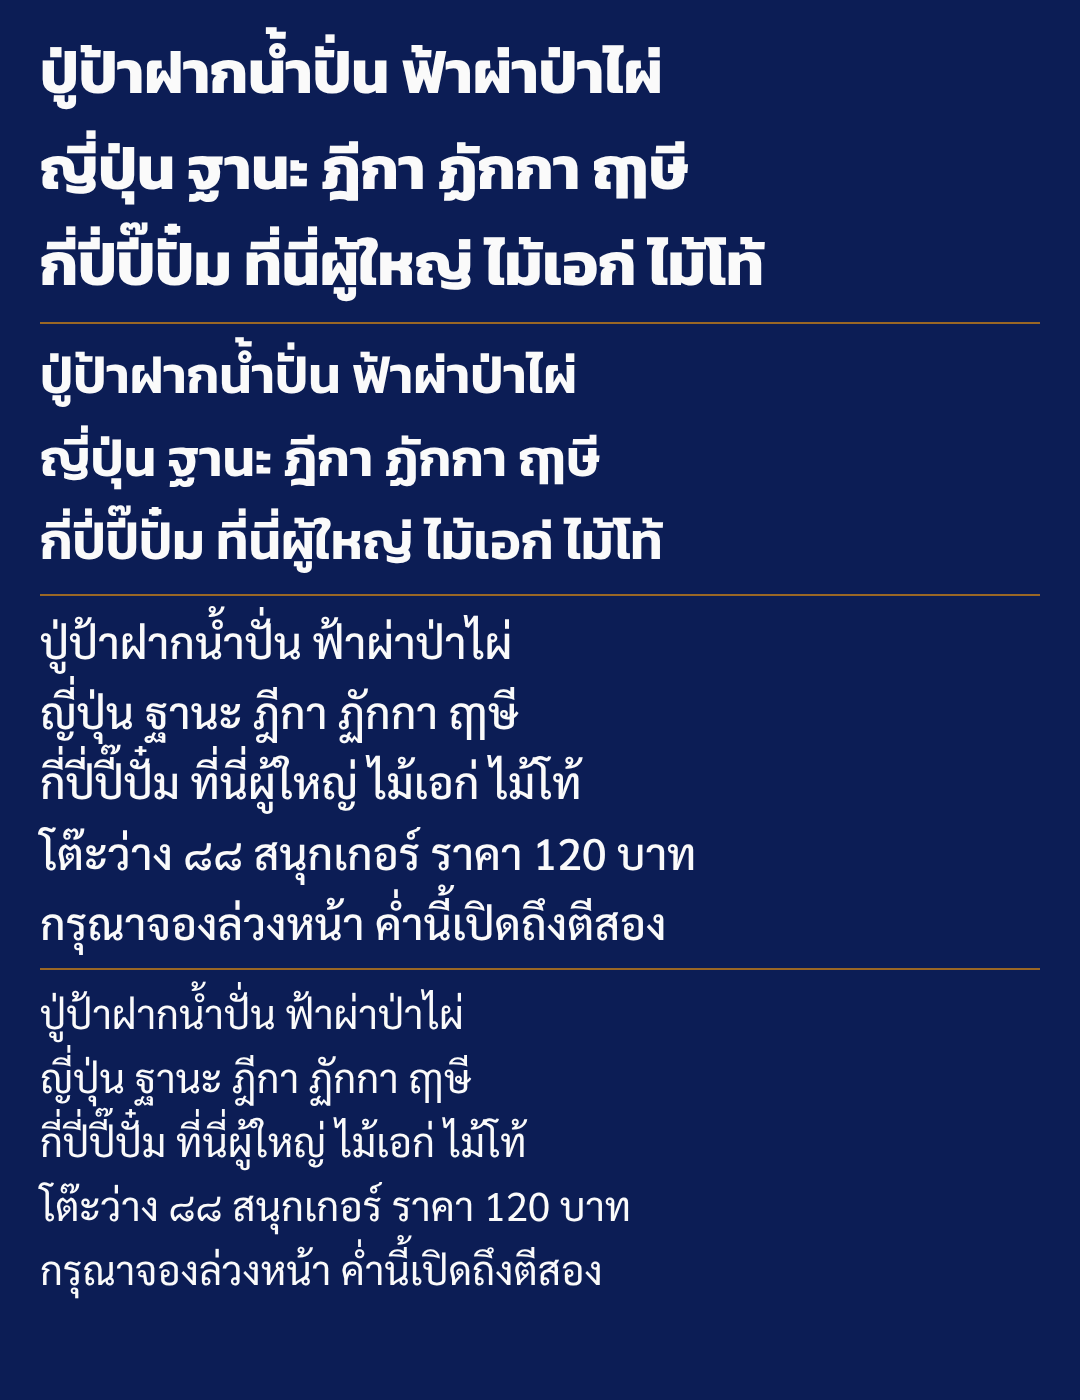 ปู่ป้าฝากน้ำปั่น ฟ้าผ่าป่าไผ่
ญี่ปุ่น ฐานะ ฎีกา ฏักกา ฤๅษี
กี่ปี่ปี๊ปั๋ม ที่นี่ผู้ใหญ่ ไม้เอก่ ไม้โท้
ปู่ป้าฝากน้ำปั่น ฟ้าผ่าป่าไผ่
ญี่ปุ่น ฐานะ ฎีกา ฏักกา ฤๅษี
กี่ปี่ปี๊ปั๋ม ที่นี่ผู้ใหญ่ ไม้เอก่ ไม้โท้
ปู่ป้าฝากน้ำปั่น ฟ้าผ่าป่าไผ่
ญี่ปุ่น ฐานะ ฎีกา ฏักกา ฤๅษี
กี่ปี่ปี๊ปั๋ม ที่นี่ผู้ใหญ่ ไม้เอก่ ไม้โท้
โต๊ะว่าง ๘๘ สนุกเกอร์ ราคา 120 บาท
กรุณาจองล่วงหน้า ค่ำนี้เปิดถึงตีสอง
ปู่ป้าฝากน้ำปั่น ฟ้าผ่าป่าไผ่
ญี่ปุ่น ฐานะ ฎีกา ฏักกา ฤๅษี
กี่ปี่ปี๊ปั๋ม ที่นี่ผู้ใหญ่ ไม้เอก่ ไม้โท้
โต๊ะว่าง ๘๘ สนุกเกอร์ ราคา 120 บาท
กรุณาจองล่วงหน้า ค่ำนี้เปิดถึงตีสอง